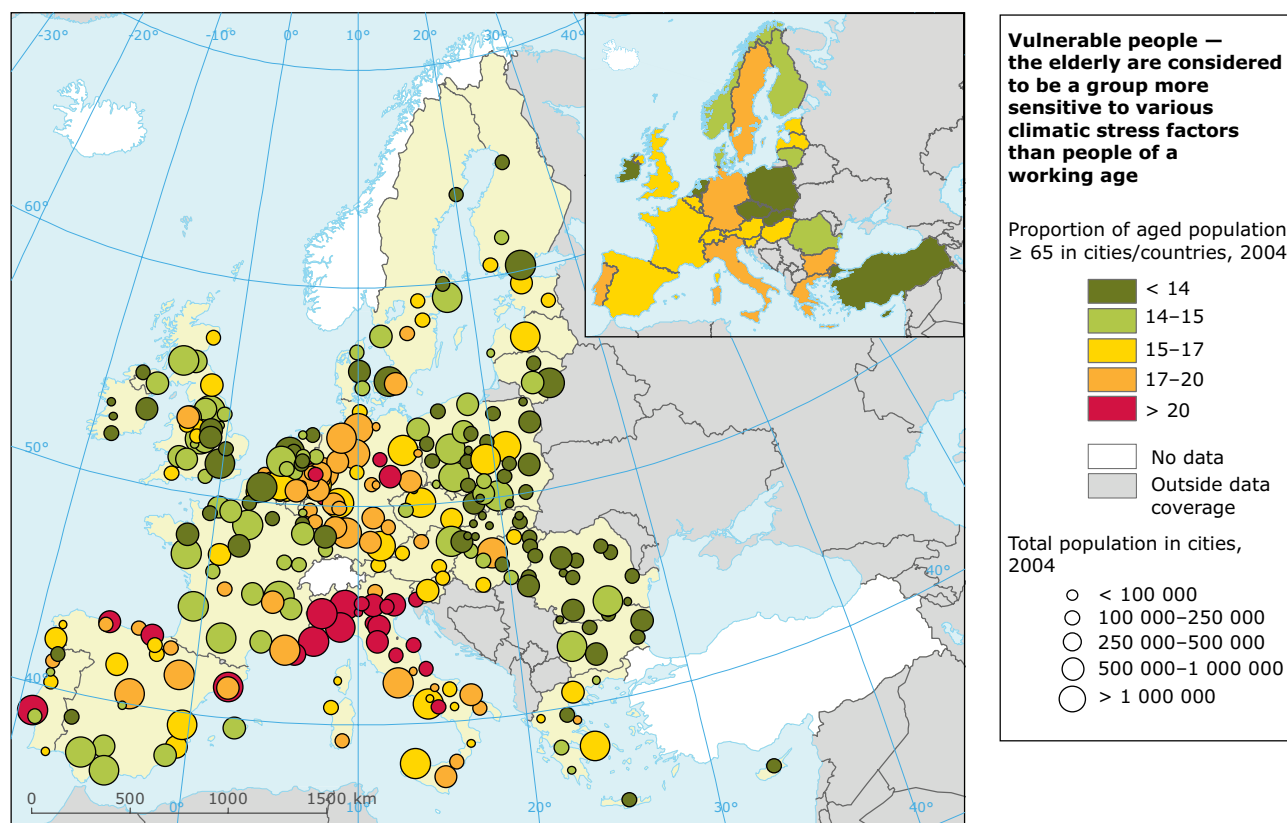 -30°
-20°
-10°
0°
10°
20°
30°
60°
50°
40°
40°
0
500
1000
1500 km
0°
10°
20°
30°
40°
Vulnerable people —
the elderly are considered
to be a group more
sensitive to various
climatic stress factors
than people of a
working age
Proportion of aged population
≥ 65 in cities/countries, 2004
< 14
14–15
15–17
17–20
> 20
No data
Outside data
coverage
Total population in cities,
2004
< 100 000
100 000–250 000
250 000–500 000
500 000–1 000 000
> 1 000 000